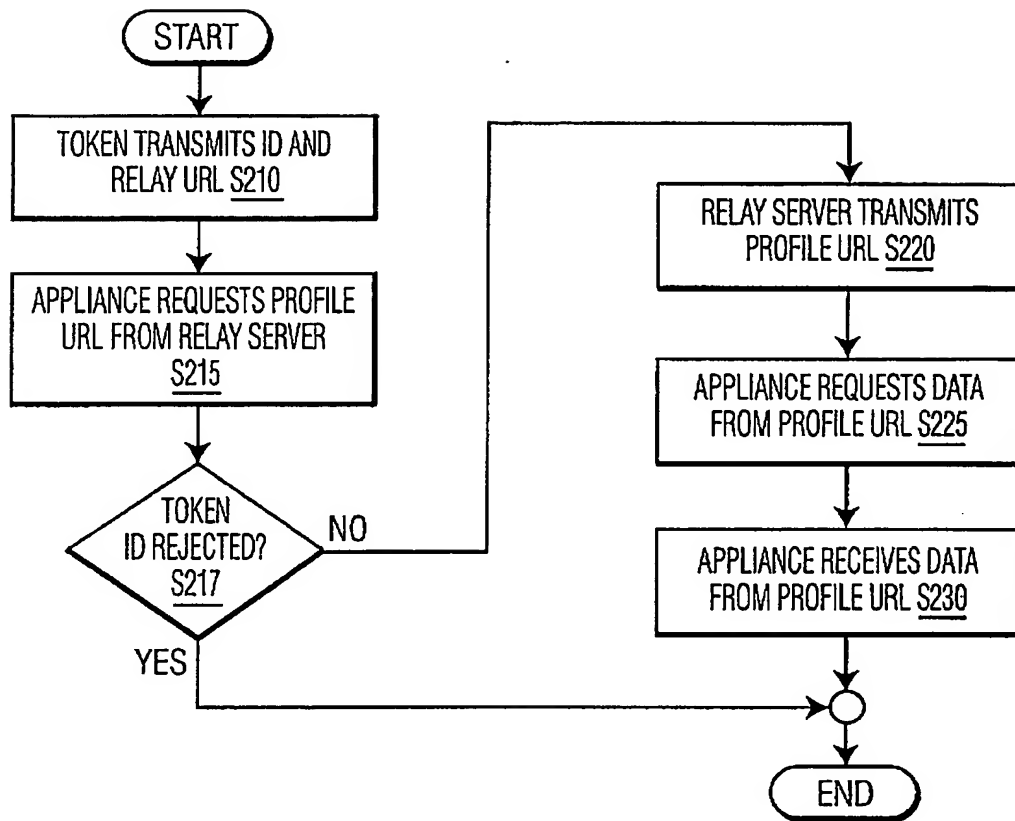 START
TOKEN TRANSMITS ID AND
RELAY URL S210
APPLIANCE REQUESTS PROFILE
URL FROM RELAY SERVER
S215
TOKEN
ID REJECTED?
S217
NO
YES
RELAY SERVER TRANSMITS
PROFILE URL S220
APPLIANCE REQUESTS DATA
FROM PROFILE URL S225
APPLIANCE RECEIVES DATA
FROM PROFILE URL S230
END